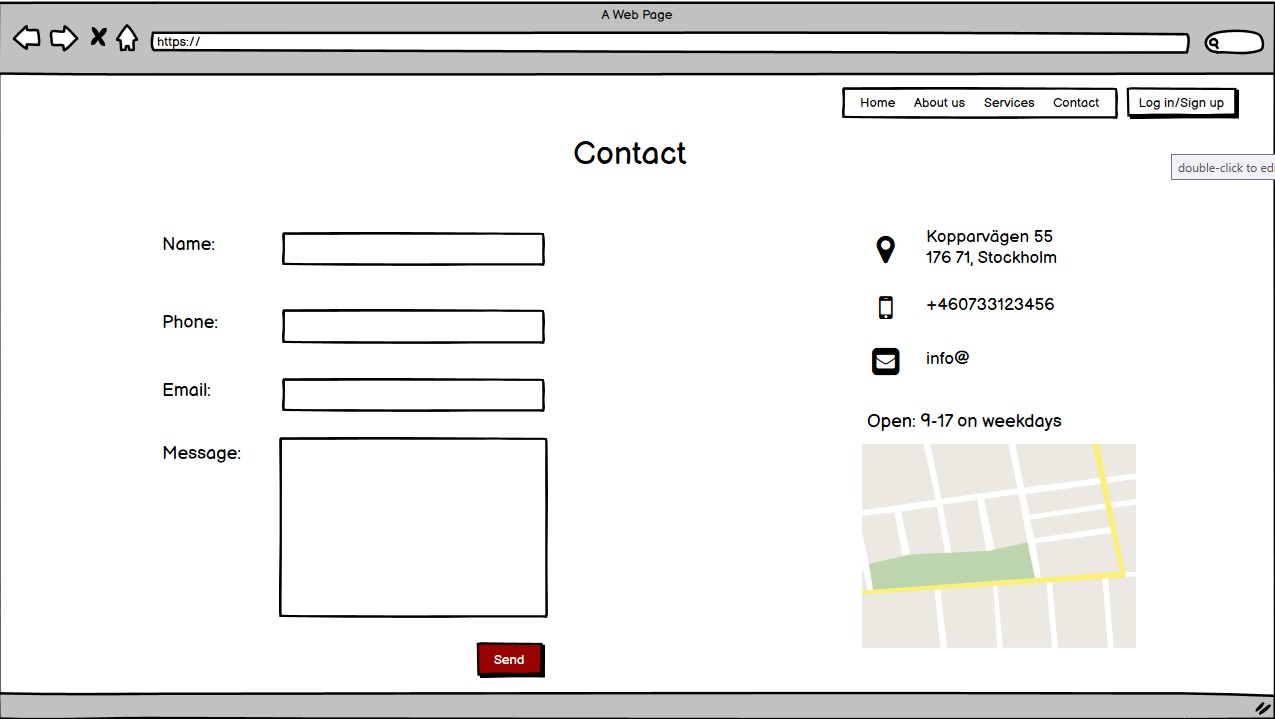 A Web Page
https://
Home About us Services Contact
Log in/Sign up
Contact
double-click to edi
Name:
Phone:
Email:
Message:
Send
Kopparvägen 55
176 71, Stockholm
+460733123456
info@
Open: 9-17 on weekdays